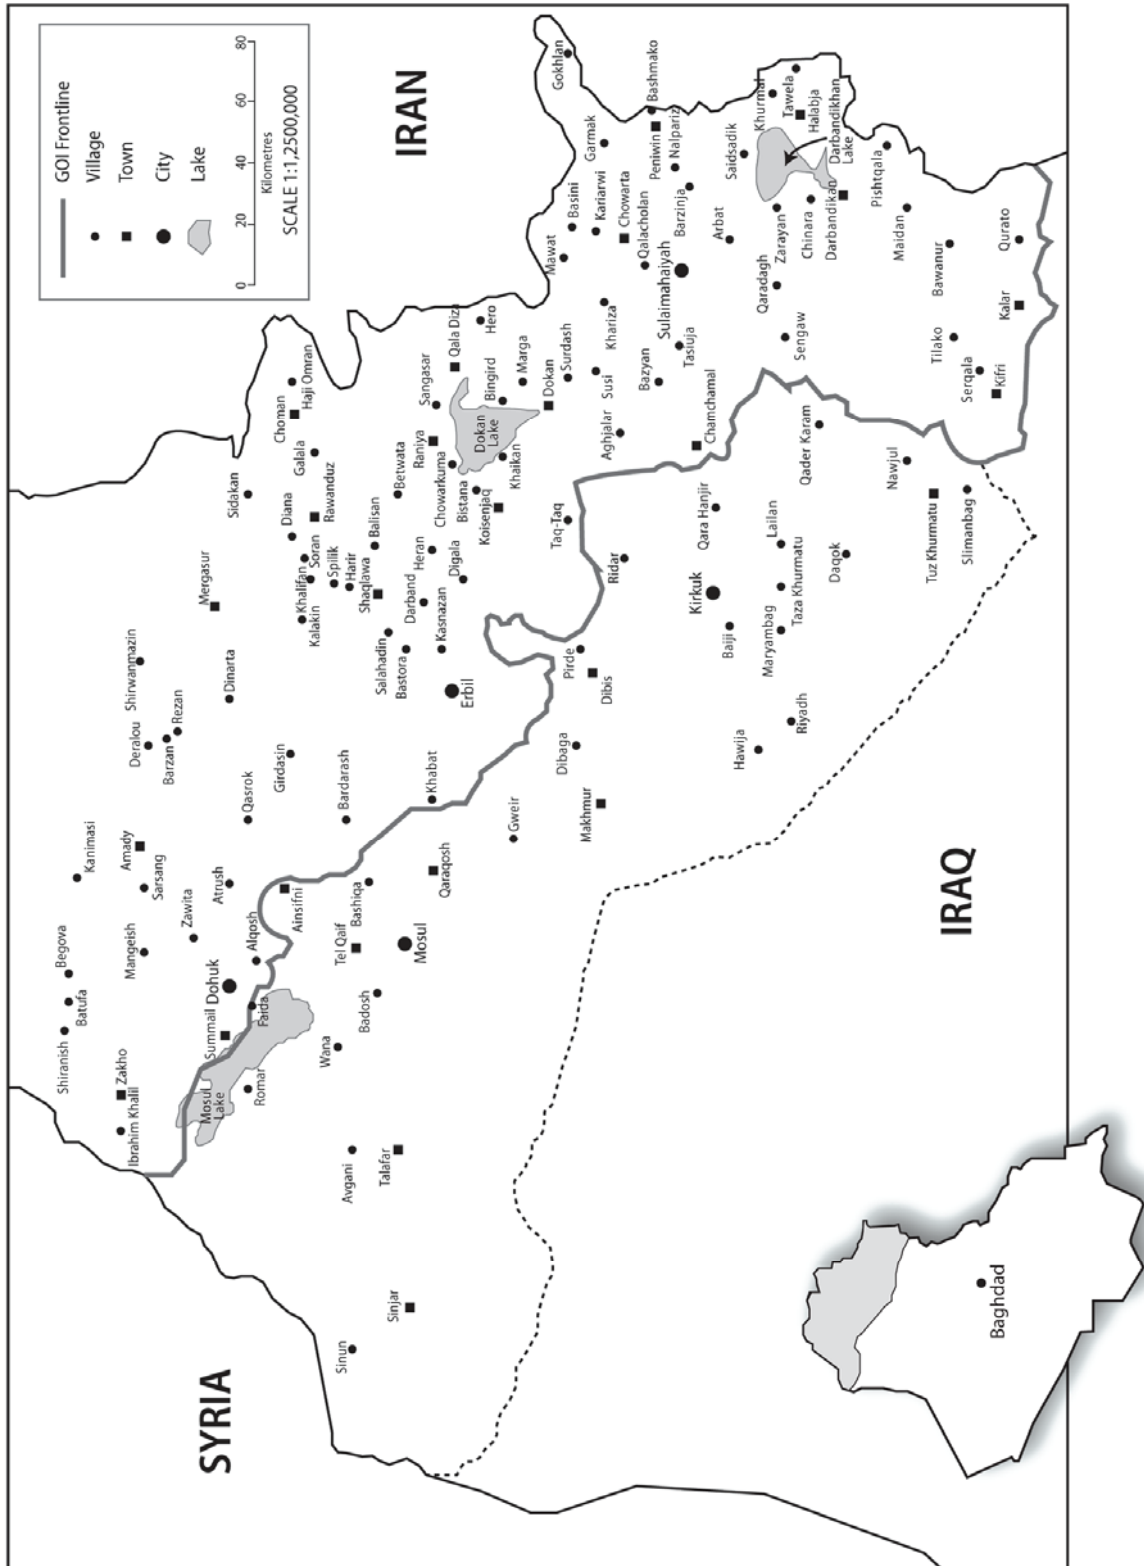 SYRIA
IRAN
IRAQ
GOI Frontline
Village
Town
City
Lake
0
20
40
60
80
Kilometres
SCALE 1:1,2500,000
Shiranish
Batufa
Begova
Kanimasi
Zakho
Ibrahim Khalil
Mangeish
Sarsang
Amady
Deralou
Shirwanmazin
Barzan
Rezan
Zawita
Summail
Dohuk
Atrush
Qasrok
Dinarta
Mergasur
Sidakan
Mosul
Lake
Romar
Faida
Alqosh
Ainsifni
Girdasin
Kalakin
Khalifan
Soran
Diana
Rawanduz
Galala
Choman
Haji Omran
Wana
Badosh
Tel Qaif
Bashiqa
Bardarash
Spilik
Harir
Shaqlawa
Balisan
Betwata
Avgani
Talafar
Sinun
Sinjar
Mosul
Qaraqosh
Khabat
Salahadin
Bastora
Erbil
Kasnazan
Darband
Heran
Digala
Chowarkuma
Raniya
Sangasar
Qala Diza
Hero
Bistana
Koisenjaq
Khaikan
Dokan
Lake
Bingird
Marga
Dokan
Surdash
Gweir
Makhmur
Dibaga
Dibis
Pirde
Taq-Taq
Ridar
Aghjalar
Susi
Khariza
Mawat
Basini
Kariarwi
Garmak
Gokhlan
Chowarta
Qalacholan
Bazyan
Tasiuja
Sulaimahaiyah
Barzinja
Nalpariz
Peniwin
Bashmako
Chamchamal
Kirkuk
Qara Hanjir
Baiji
Hawija
Riyadh
Maryambag
Taza Khurmatu
Lailan
Daqok
Qader Karam
Sengaw
Qaradagh
Arbat
Saidsadik
Zarayan
Chinara
Darbandikan
Khurmal
Tawela
Halabja
Darbandikhan
Lake
Pishtqala
Maidan
Bawanur
Qurato
Kalar
Tilako
Serqala
Kifri
Nawjul
Tuz Khurmatu
Slimanbag
Baghdad